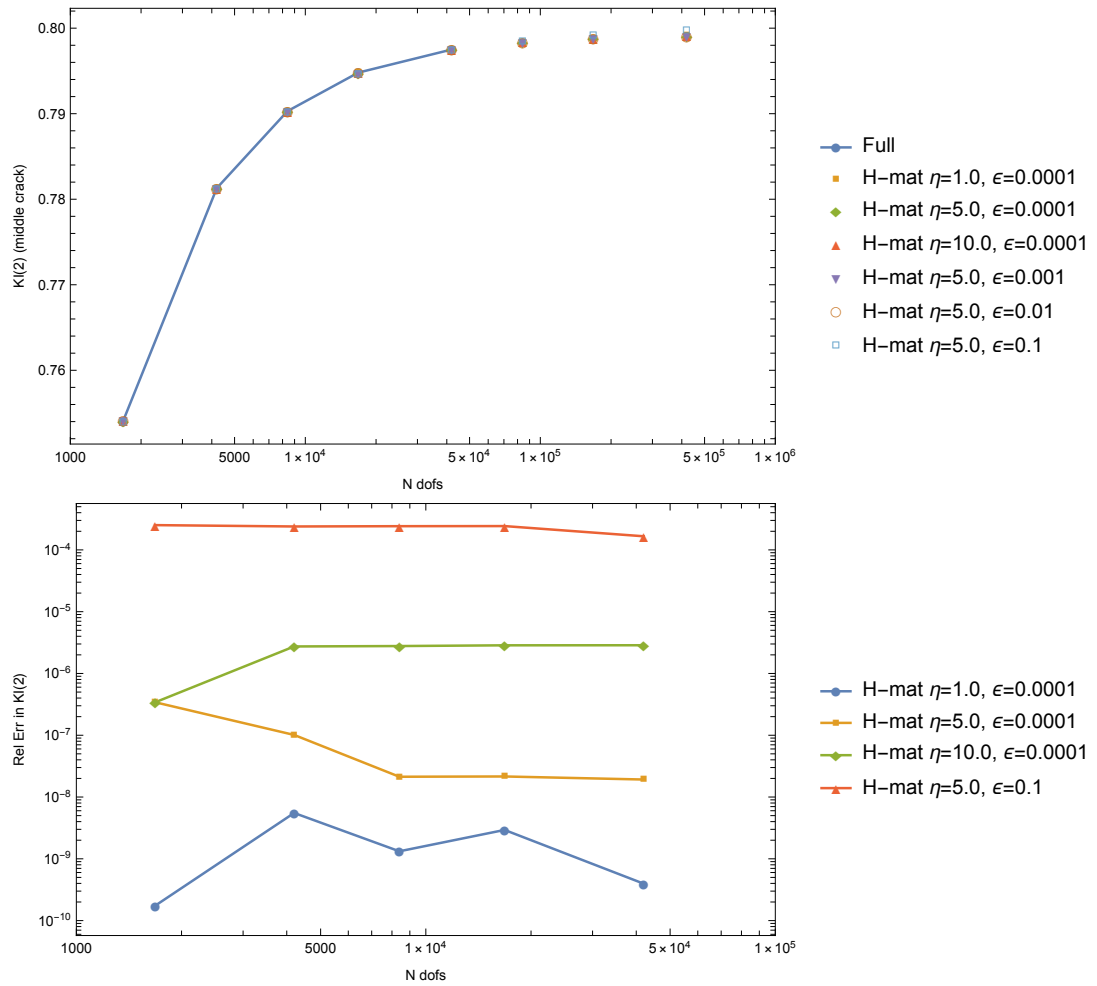 0.80
0.79
0.78
0.77
0.76
KI(2) (middle crack)
1000
5000
1×10⁴
5×10⁴
1×10⁵
5×10⁵
1×10⁶
N dofs
Full
H−mat η=1.0, ϵ=0.0001
H−mat η=5.0, ϵ=0.0001
H−mat η=10.0, ϵ=0.0001
H−mat η=5.0, ϵ=0.001
H−mat η=5.0, ϵ=0.01
H−mat η=5.0, ϵ=0.1
10⁻⁴
10⁻⁵
10⁻⁶
10⁻⁷
10⁻⁸
10⁻⁹
10⁻¹⁰
Rel Err in KI(2)
1000
5000
1×10⁴
5×10⁴
1×10⁵
N dofs
H−mat η=1.0, ϵ=0.0001
H−mat η=5.0, ϵ=0.0001
H−mat η=10.0, ϵ=0.0001
H−mat η=5.0, ϵ=0.1